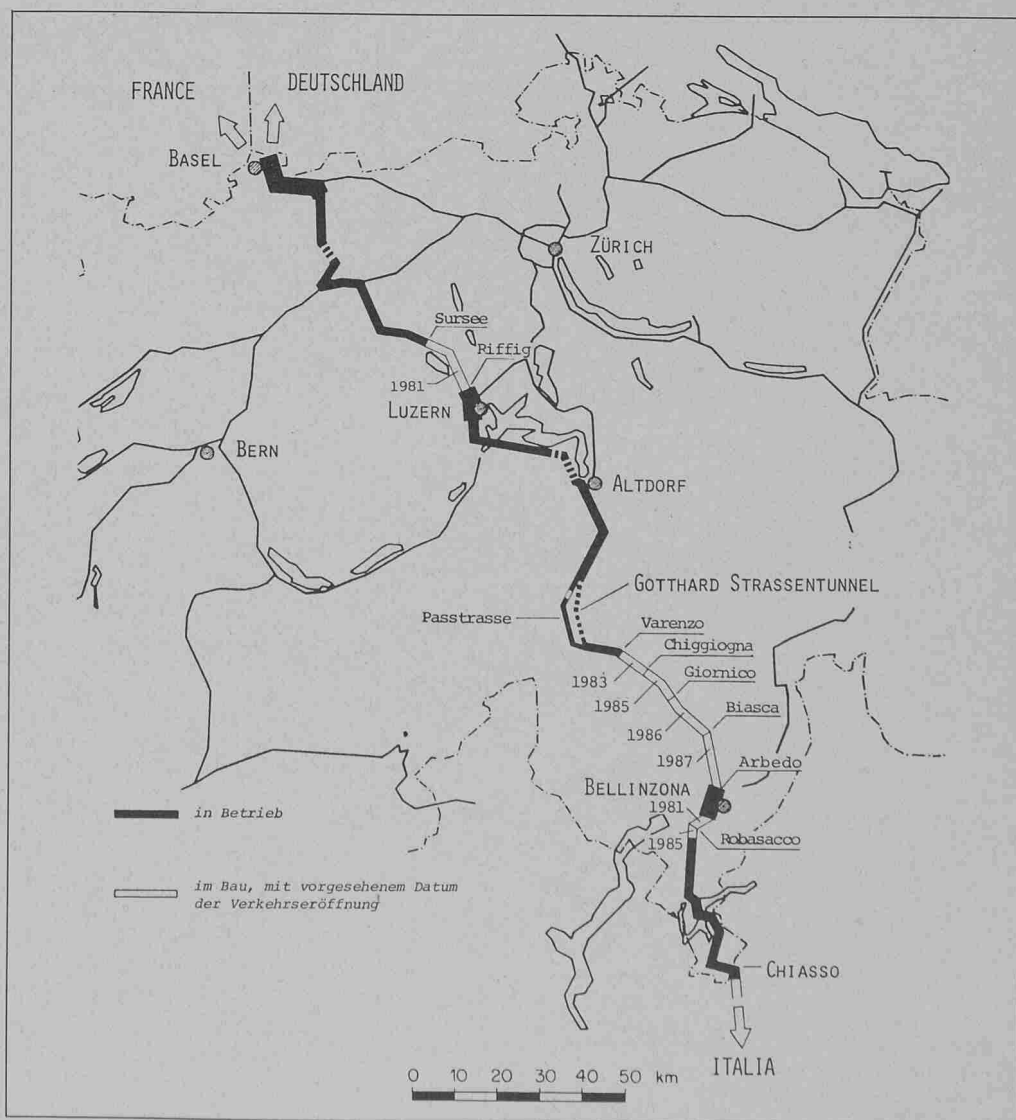 FRANCE
DEUTSCHLAND
BASEL
ZÜRICH
Sursee
Riffig
1981
LUZERN
BERN
ALTDORF
GOTTHARD STRASSENTUNNEL
Passtrasse
Varenzo
Chiggiogna
1983
Giornico
1985
Biasca
1986
1987
Arbedo
BELLINZONA
1981
1985
Robasacco
in Betrieb
im Bau, mit vorgesehenem Datum
der Verkehrseröffnung
CHIASSO
ITALIA
0 10 20 30 40 50 km